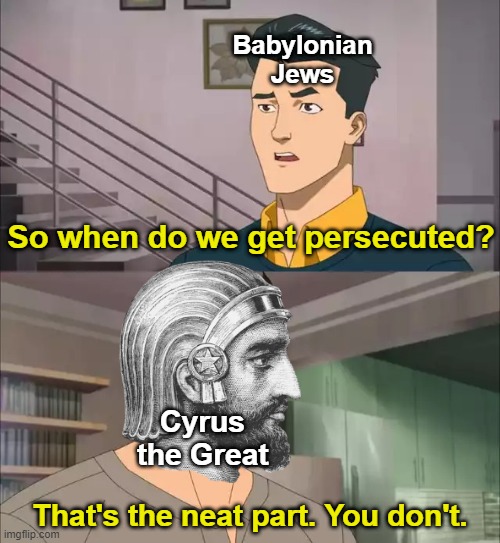 Babylonian
Jews
So when do we get persecuted?
Cyrus
the Great
That's the neat part. You don't.
imgflip.com